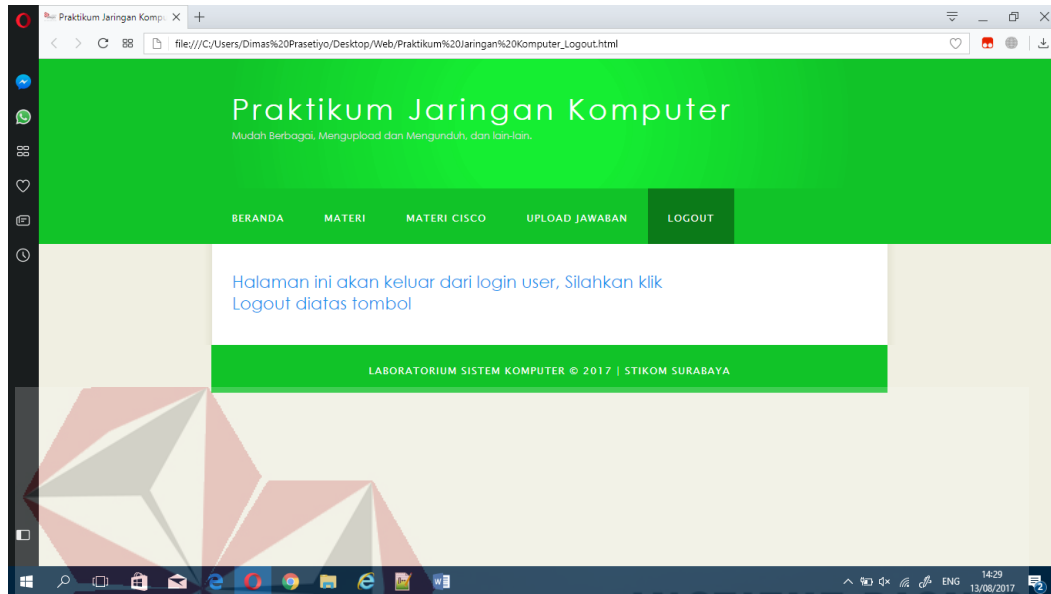 Praktikum Jaringan Kompu
file:///C:/Users/Dimas%20Prasetiyo/Desktop/Web/Praktikum%20Jaringan%20Komputer_Logout.html
Praktikum Jaringan Komputer
Mudah Berbagai, Mengupload dan Mengunduh, dan lain-lain.
BERANDA MATERI MATERI CISCO UPLOAD JAWABAN LOGOUT
Halaman ini akan keluar dari login user, Silahkan klik
Logout diatas tombol
LABORATORIUM SISTEM KOMPUTER © 2017 | STIKOM SURABAYA
ENG
14:29
13/08/2017
2